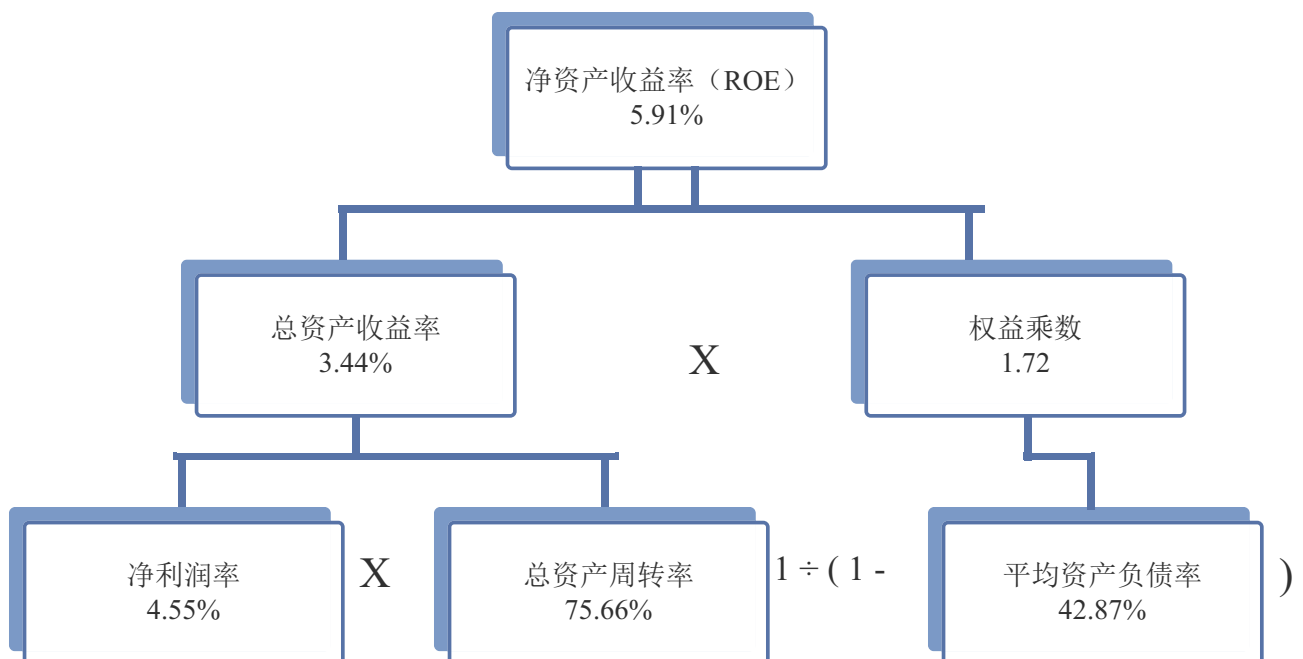 净资产收益率（ROE）
5.91%
总资产收益率
3.44%
X
权益乘数
1.72
净利润率
4.55%
X
总资产周转率
75.66%
1 ÷ ( 1 -
平均资产负债率
42.87%
)